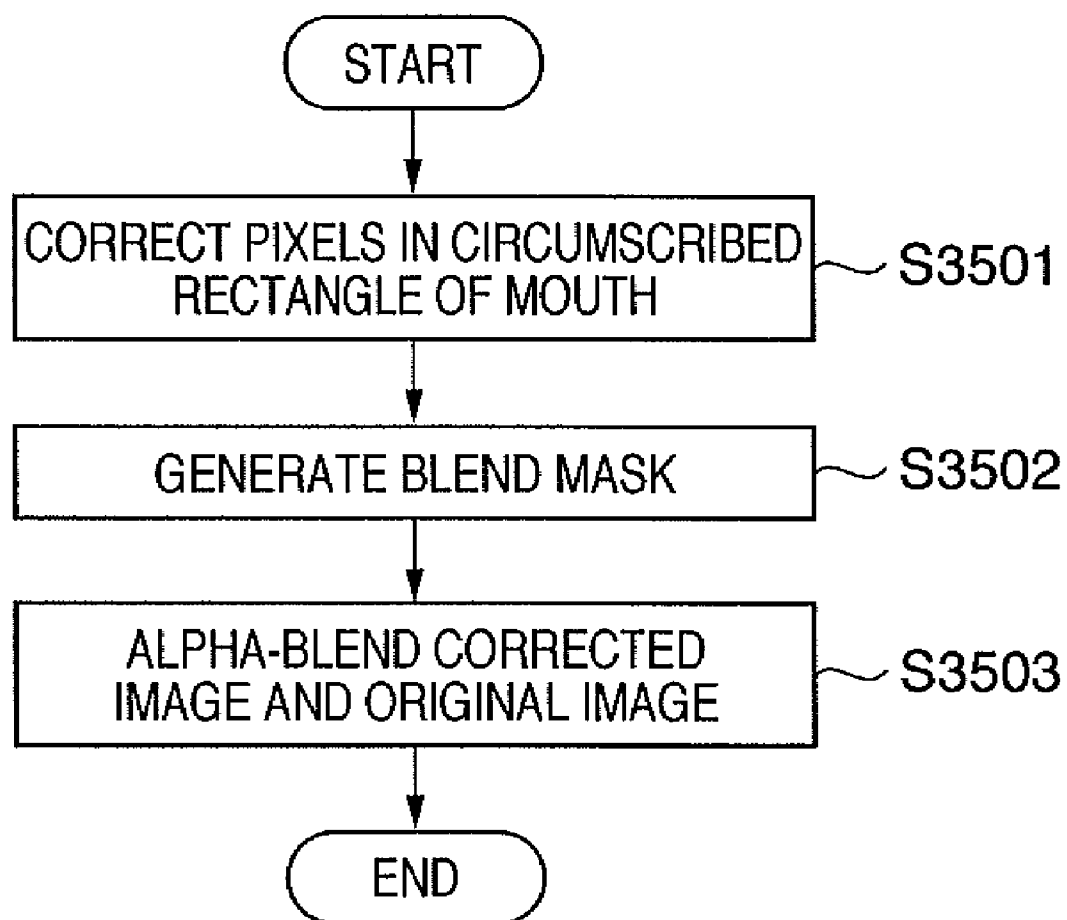 START
CORRECT PIXELS IN CIRCUMSCRIBED
RECTANGLE OF MOUTH
S3501
GENERATE BLEND MASK
S3502
ALPHA-BLEND CORRECTED
IMAGE AND ORIGINAL IMAGE
S3503
END